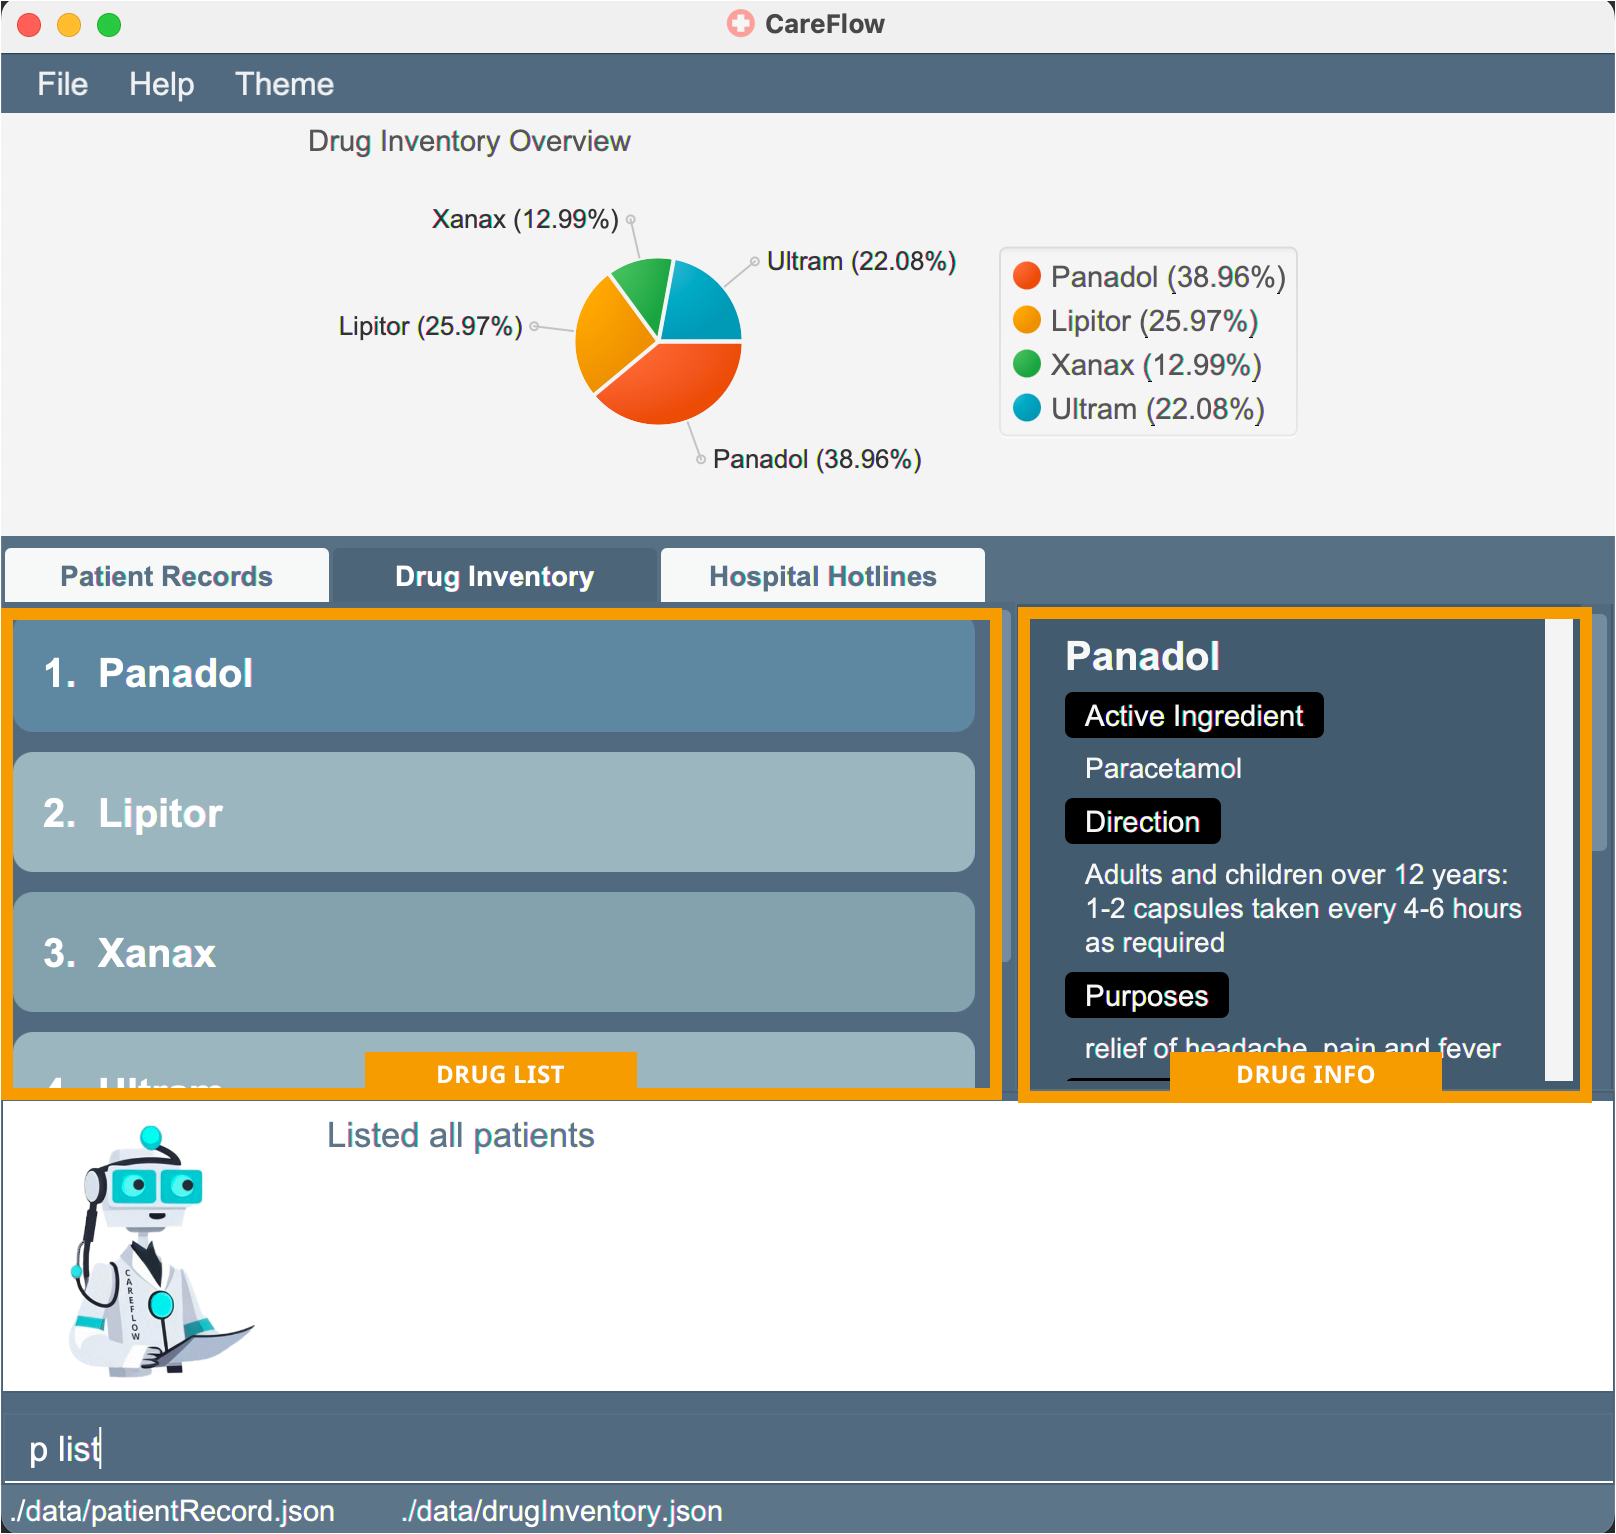 CareFlow
File Help Theme
Drug Inventory Overview
Xanax (12.99%)
Ultram (22.08%)
Lipitor (25.97%)
Panadol (38.96%)
Panadol (38.96%)
Lipitor (25.97%)
Xanax (12.99%)
Ultram (22.08%)
Patient Records Drug Inventory Hospital Hotlines
1. Panadol
2. Lipitor
3. Xanax
4. Ultram
DRUG LIST
Panadol
Active Ingredient
Paracetamol
Direction
Adults and children over 12 years:
1-2 capsules taken every 4-6 hours
as required
Purposes
relief of headache, pain and fever
DRUG INFO
Listed all patients
CAREFLOW
p list
./data/patientRecord.json ./data/drugInventory.json